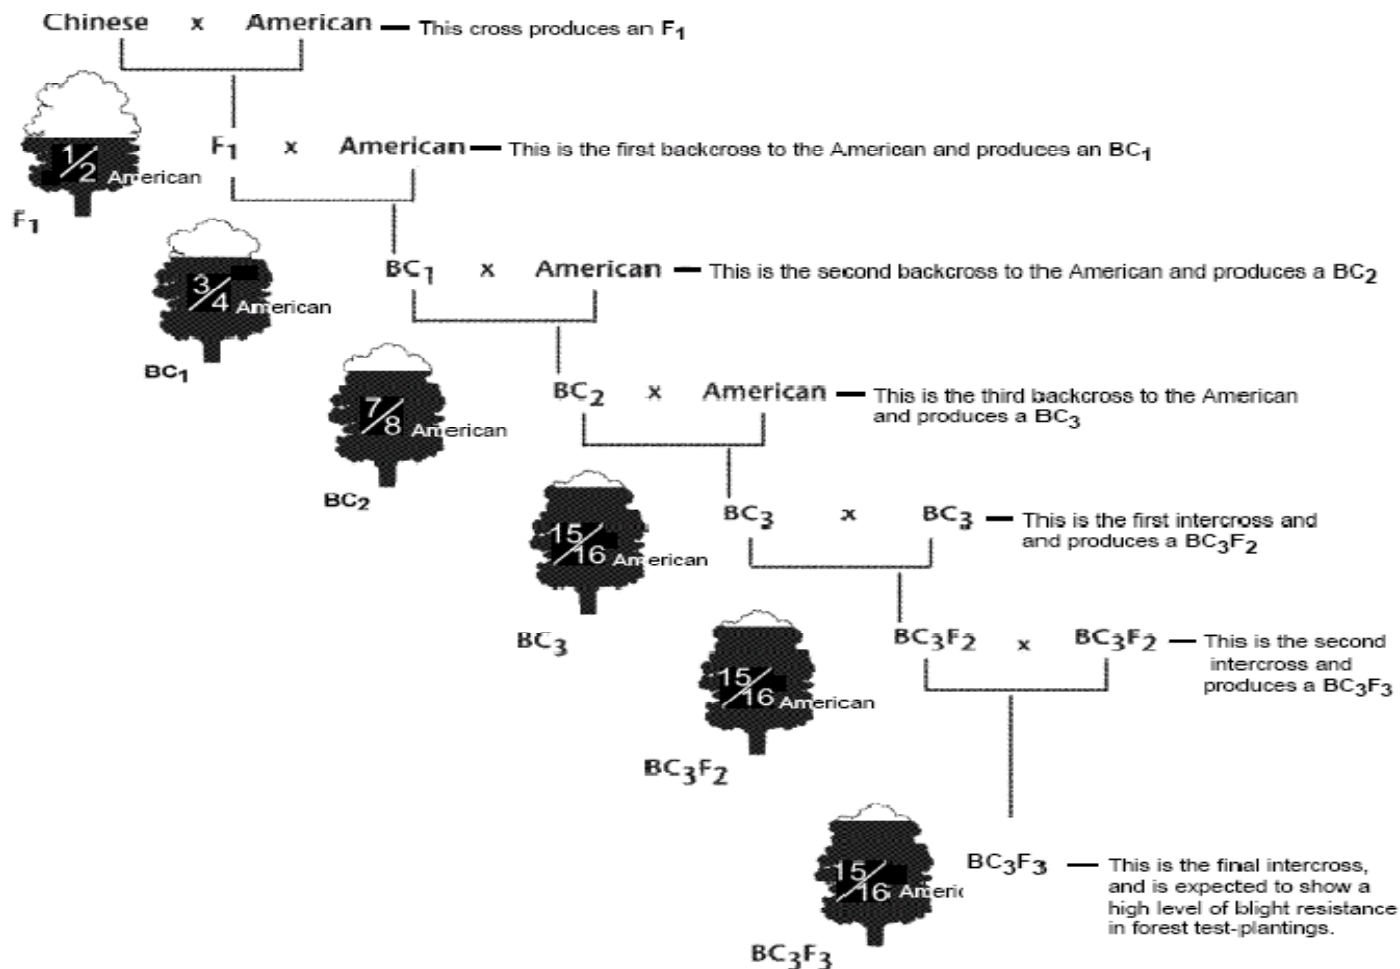 Chinese x American — This cross produces an F₁
1/2 American
F₁
F₁ x American — This is the first backcross to the American and produces an BC₁
3/4 American
BC₁
BC₁ x American — This is the second backcross to the American and produces a BC₂
7/8 American
BC₂
BC₂ x American — This is the third backcross to the American
and produces a BC₃
15/16 American
BC₃
BC₃ x BC₃ — This is the first intercross and
and produces a BC₃F₂
15/16 American
BC₃F₂
BC₃F₂ x BC₃F₂ — This is the second
intercross and
produces a BC₃F₃
15/16 Americ
BC₃F₃
BC₃F₃ — This is the final intercross,
and is expected to show a
high level of blight resistance
in forest test-plantings.